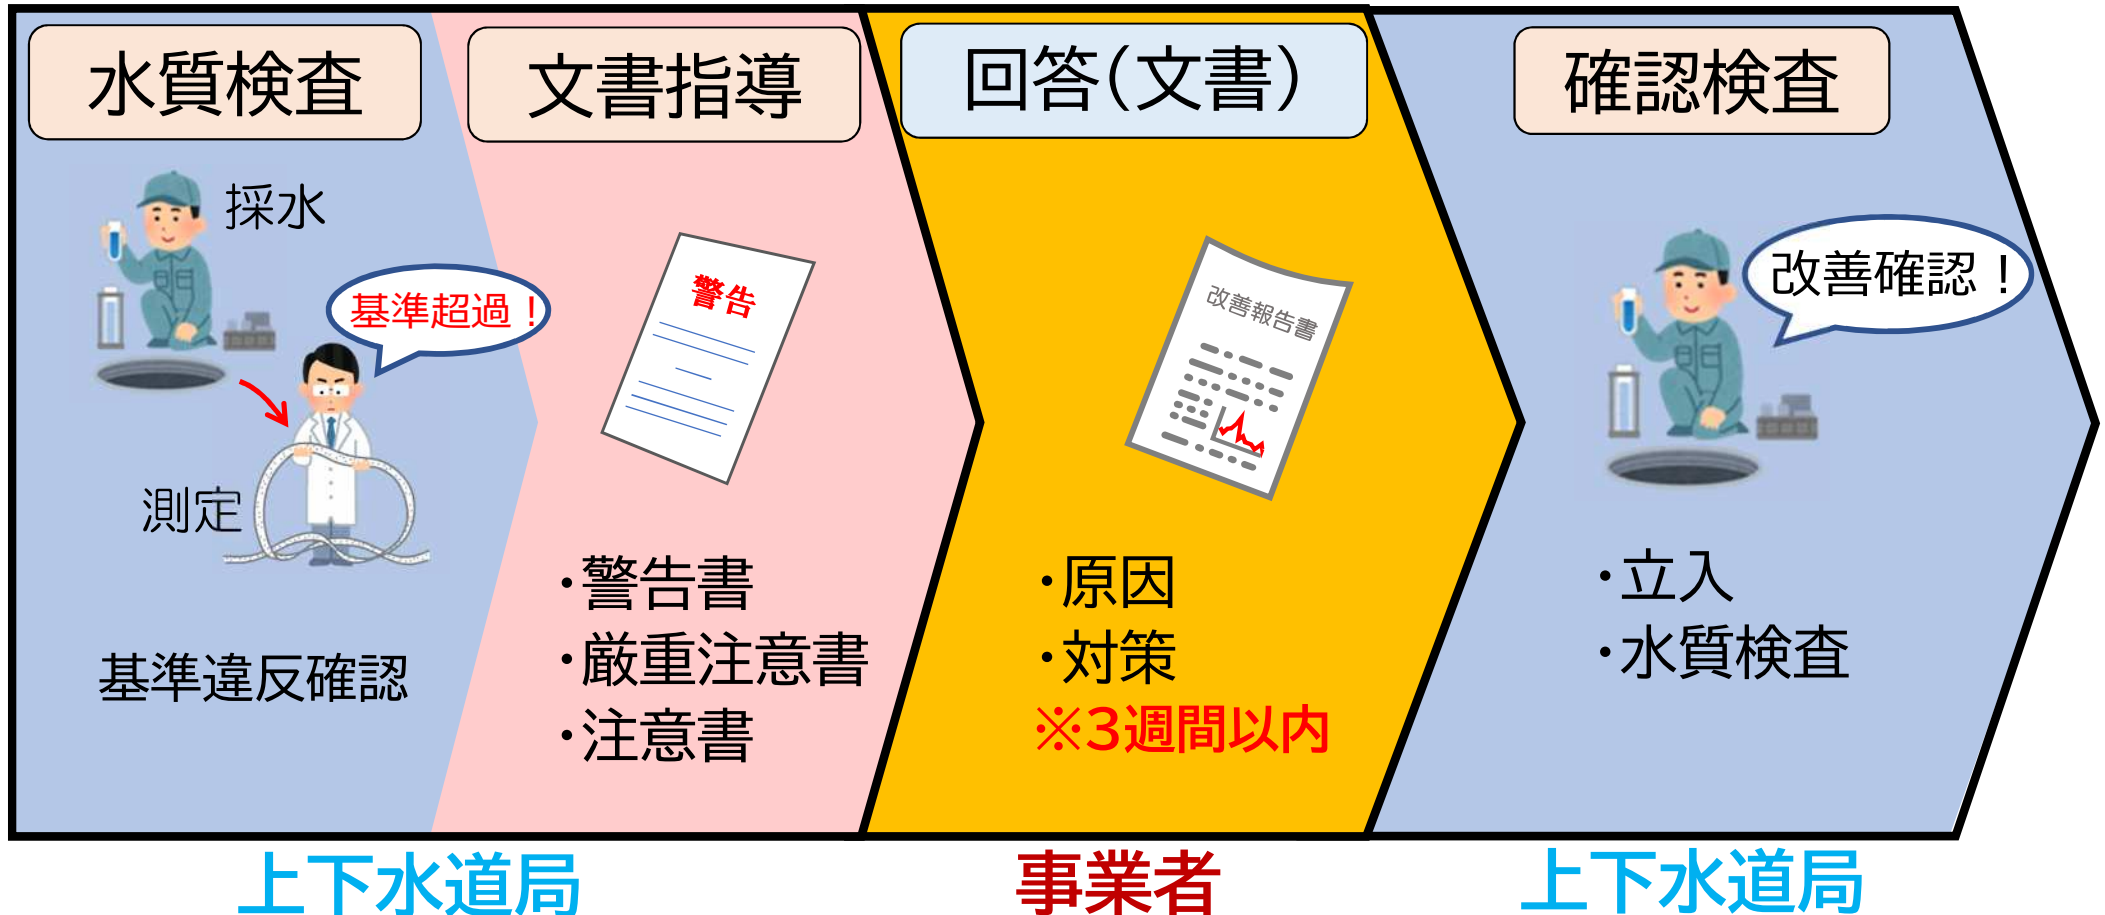 水質検査
採水
基準超過！
測定
基準違反確認
文書指導
警告
・警告書
・厳重注意書
・注意書
上下水道局
回答（文書）
改善報告書
・原因
・対策
※3週間以内
事業者
確認検査
改善確認！
・立入
・水質検査
上下水道局